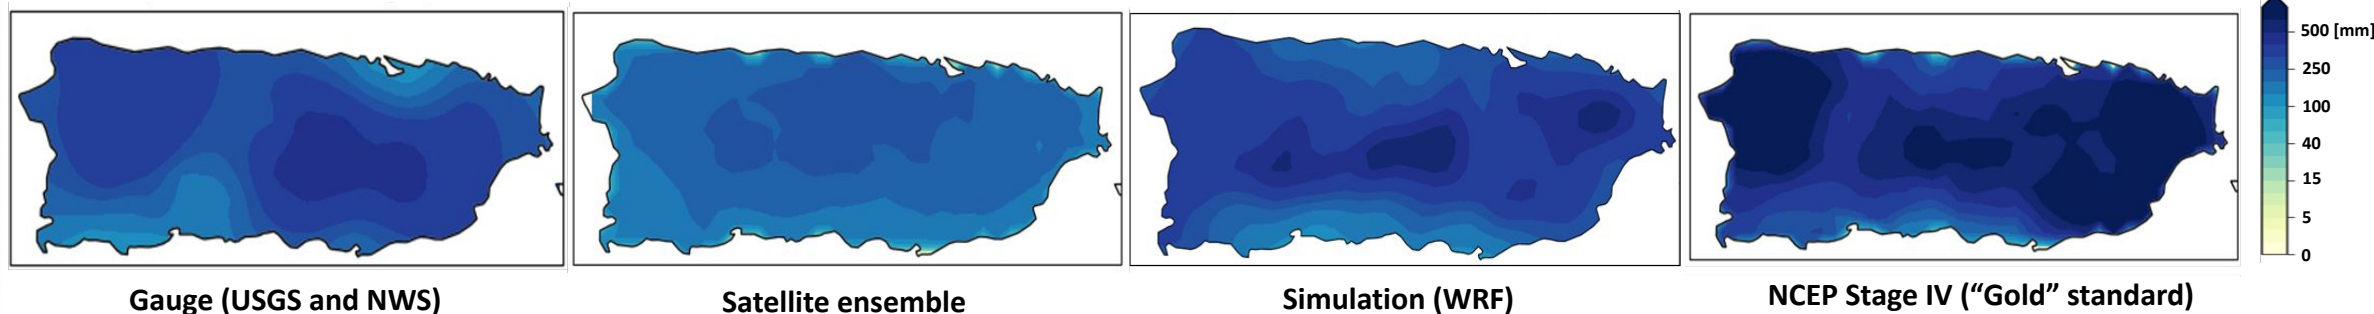 500 [mm]
250
100
40
15
5
0
Gauge (USGS and NWS)
Satellite ensemble
Simulation (WRF)
NCEP Stage IV (“Gold” standard)